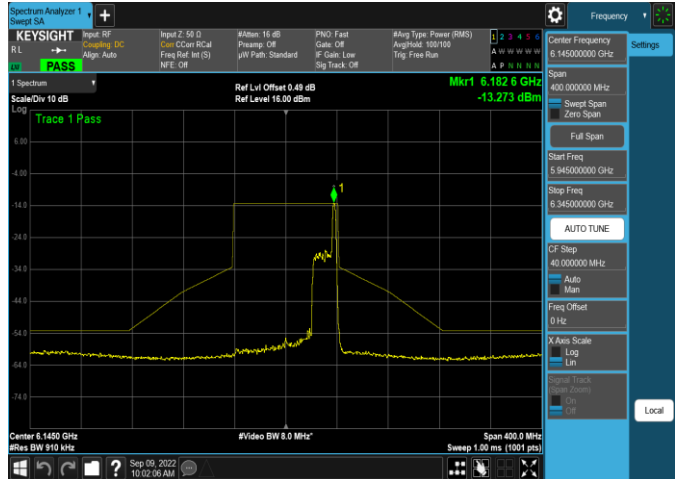 Spectrum Analyzer 1
Swept SA
Frequency
KEYSIGHT
Input: RF
Coupling: DC
Align: Auto
Input Z: 50 Ω
Corr CCorr RCal
Freq Ref: Int (S)
NFE: Off
#Atten: 16 dB
Preamp: Off
µW Path: Standard
PNO: Fast
Gate: Off
IF Gain: Low
Sig Track: Off
#Avg Type: Power (RMS)
Avg|Hold: 100/100
Trig: Free Run
1 2 3 4 5 6
A W W W W W
A P N N N N
RL
PASS
1 Spectrum
Scale/Div 10 dB
Log
Ref Lvl Offset 0.49 dB
Ref Level 16.00 dBm
Mkr1 6.182 6 GHz
-13.273 dBm
Trace 1 Pass
1
6.00
-4.00
-14.0
-24.0
-34.0
-44.0
-54.0
-64.0
-74.0
Center 6.1450 GHz
#Res BW 910 kHz
#Video BW 8.0 MHz*
Span 400.0 MHz
Sweep 1.00 ms (1001 pts)
Sep 09, 2022
10:02:06 AM
Center Frequency
6.145000000 GHz
Settings
Span
400.000000 MHz
Swept Span
Zero Span
Full Span
Start Freq
5.945000000 GHz
Stop Freq
6.345000000 GHz
AUTO TUNE
CF Step
40.000000 MHz
Auto
Man
Freq Offset
0 Hz
X Axis Scale
Log
Lin
Signal Track
(Span Zoom)
On
Off
Local